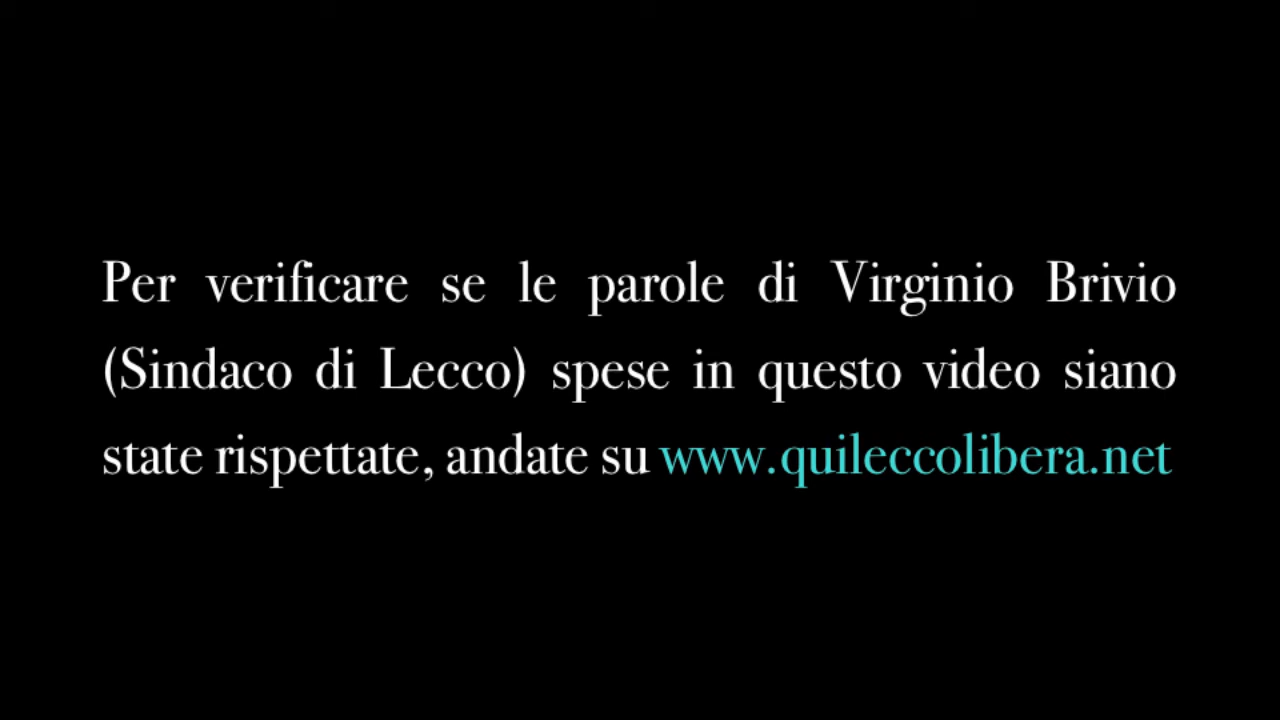 Per verificare se le parole di Virginio Brivio
(Sindaco di Lecco) spese in questo video siano
state rispettate, andate su www.quileccolibera.net